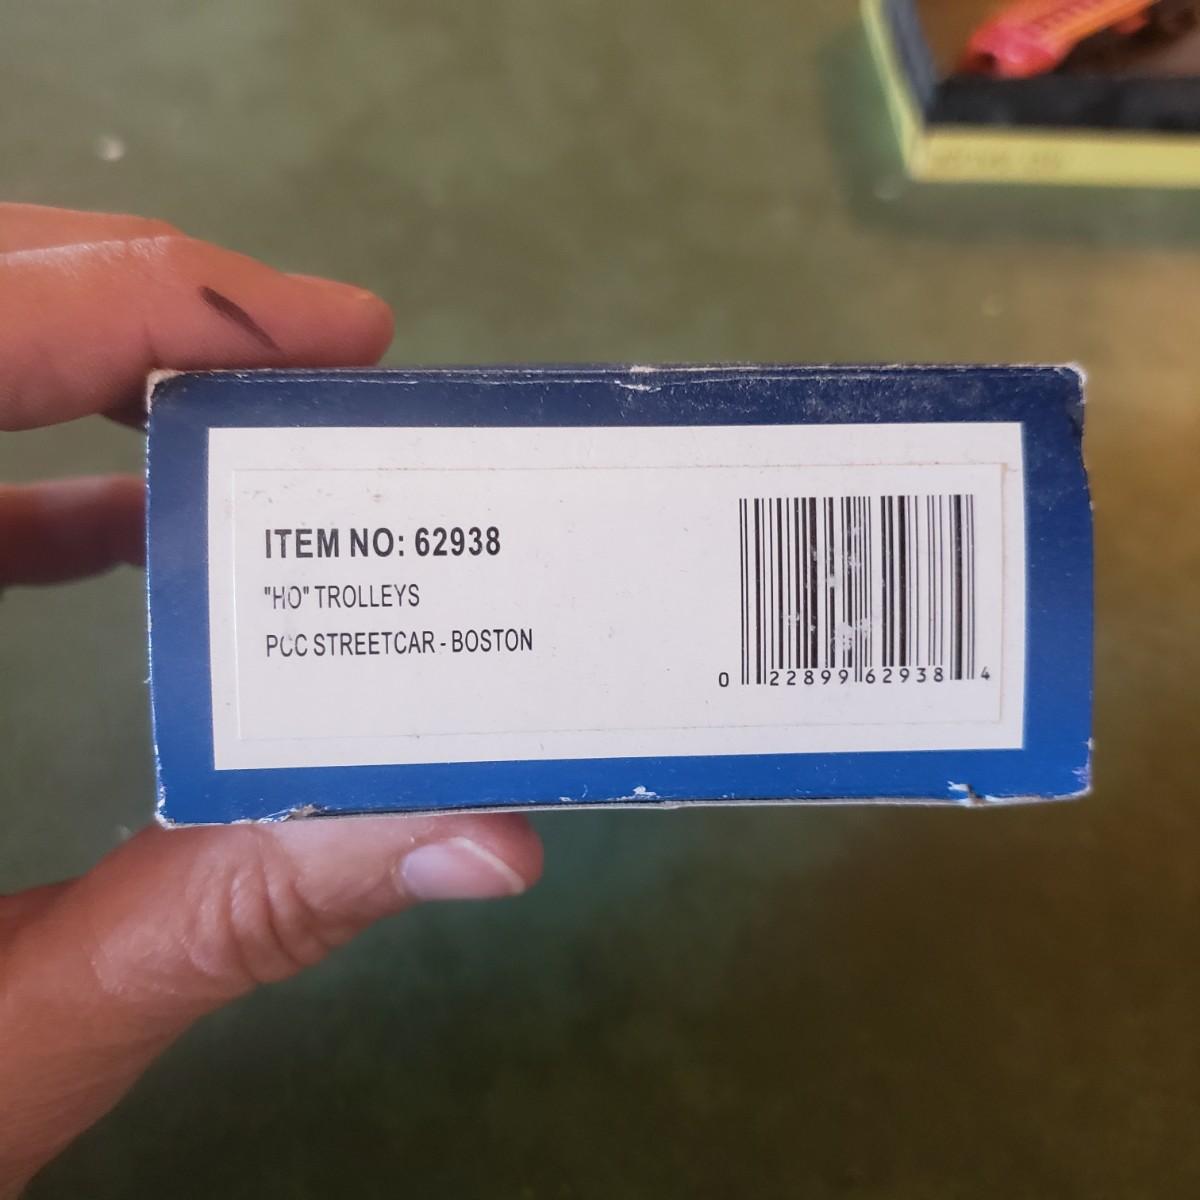 ITEM NO: 62938
"HO" TROLLEYS
PCC STREETCAR - BOSTON
0 22899 62938 4